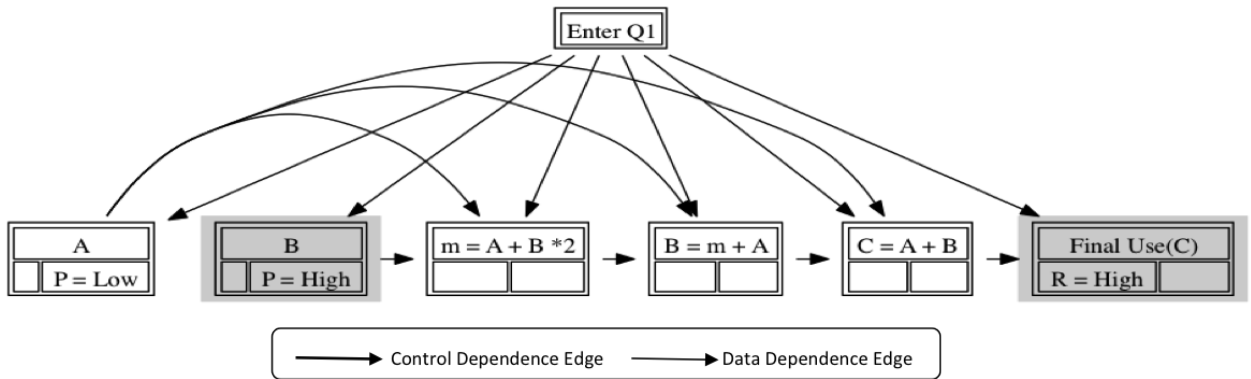 Enter Q1
A
P = Low
B
P = High
m = A + B *2
B = m + A
C = A + B
Final Use(C)
R = High
Control Dependence Edge
Data Dependence Edge